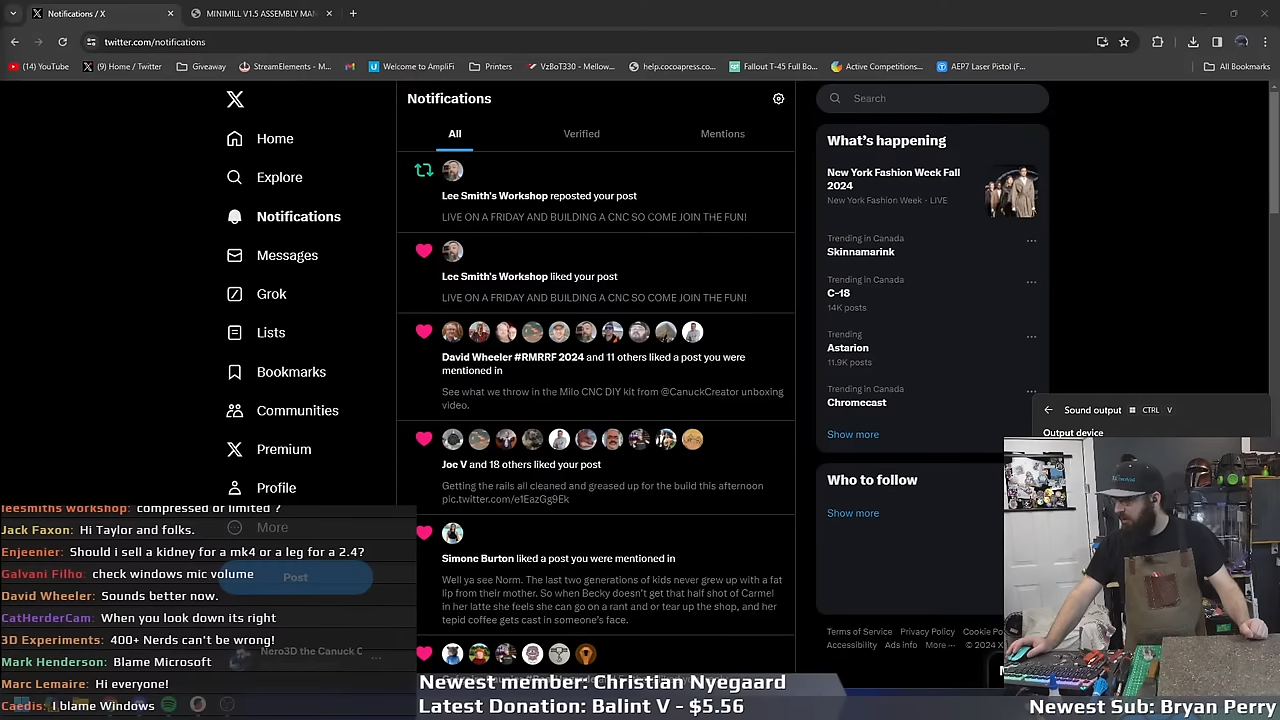 Notifications / X
MINIMILL V1.5 ASSEMBLY MAN
twitter.com/notifications
(14) YouTube
(9) Home / Twitter
Giveaway
StreamElements - M...
Welcome to AmpliFi
Printers
VzBoT330 - Mellow...
help.cocoapress.co...
Fallout T-45 Full Bo...
Active Competitions...
AEP7 Laser Pistol (F...
All Bookmarks
Home
Explore
Notifications
Messages
Grok
Lists
Bookmarks
Communities
Premium
Profile
More
Post
Nero3D the Canuck C
Notifications
All
Verified
Mentions
Lee Smith's Workshop reposted your post
LIVE ON A FRIDAY AND BUILDING A CNC SO COME JOIN THE FUN!
Lee Smith's Workshop liked your post
LIVE ON A FRIDAY AND BUILDING A CNC SO COME JOIN THE FUN!
David Wheeler #RMRRF 2024 and 11 others liked a post you were
mentioned in
See what we throw in the Milo CNC DIY kit from @CanuckCreator unboxing
video.
Joe V and 18 others liked your post
Getting the rails all cleaned and greased up for the build this afternoon
pic.twitter.com/e1EazGg9Ek
Simone Burton liked a post you were mentioned in
Well ya see Norm. The last two generations of kids never grew up with a fat
lip from their mother. So when Becky doesn't get that half shot of Carmel
in her latte she feels she can go on a rant and or tear up the shop, and her
tepid coffee gets cast in someone's face.
Search
What's happening
New York Fashion Week Fall
2024
New York Fashion Week · LIVE
Trending in Canada
Skinnamarink
Trending in Canada
C-18
14K posts
Trending
Astarion
11.9K posts
Trending in Canada
Chromecast
Show more
Who to follow
Show more
Terms of Service Privacy Policy Cookie Po
Accessibility Ads info More ··· © 2024 X
Sound output CTRL V
Output device
leesmiths workshop: compressed or limited ?
Jack Faxon: Hi Taylor and folks.
Enjeenier: Should i sell a kidney for a mk4 or a leg for a 2.4?
Galvani Filho: check windows mic volume
David Wheeler: Sounds better now.
CatHerderCam: When you look down its right
3D Experiments: 400+ Nerds can't be wrong!
Mark Henderson: Blame Microsoft
Marc Lemaire: Hi everyone!
Caedis: I blame Windows
Newest member: Christian Nyegaard
Latest Donation: Balint V - $5.56
Newest Sub: Bryan Perry